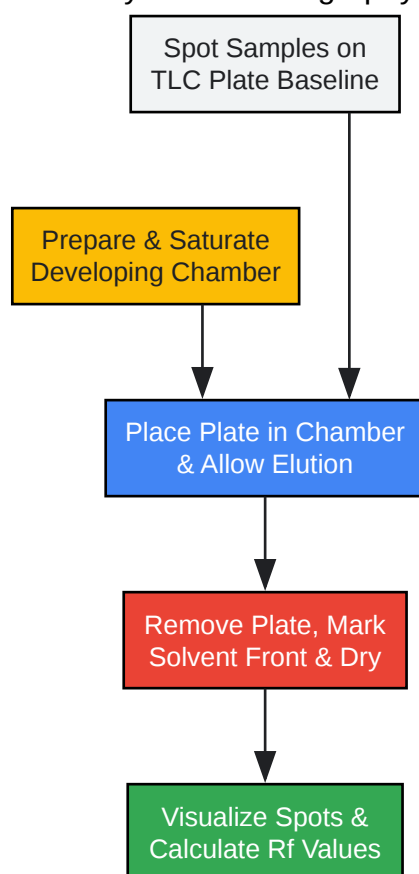 Spot Samples on
TLC Plate Baseline
Prepare & Saturate
Developing Chamber
Place Plate in Chamber
& Allow Elution
Remove Plate, Mark
Solvent Front & Dry
Visualize Spots &
Calculate Rf Values